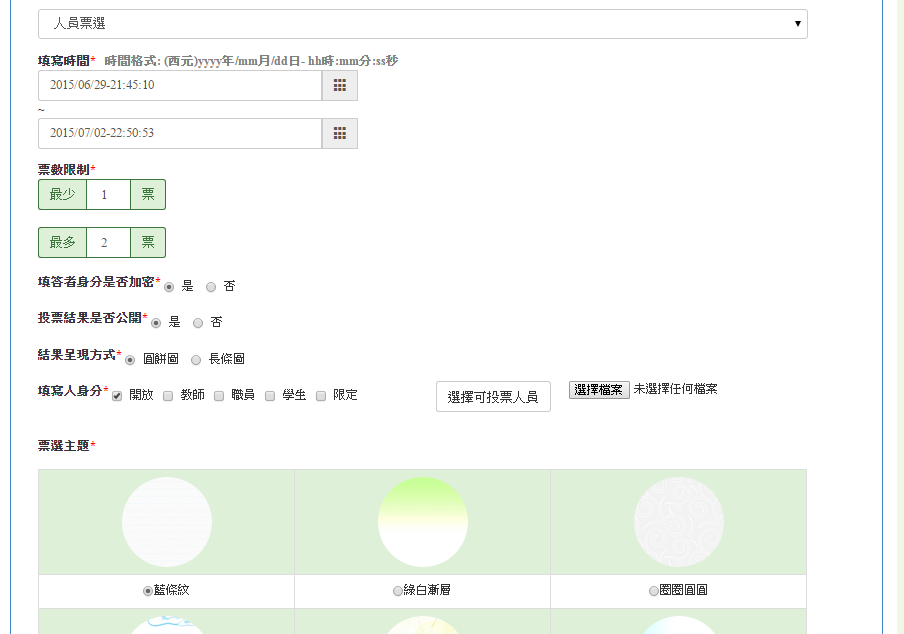 人員票選
填寫時間* 時間格式: (西元)yyyy年/mm月/dd日- hh時:mm分:ss秒
2015/06/29-21:45:10
~
2015/07/02-22:50:53
票數限制*
最少 1 票
最多 2 票
填答者身分是否加密* 是 否
投票結果是否公開* 是 否
結果呈現方式* 圓餅圖 長條圖
填寫人身分* 開放 教師 職員 學生 限定 選擇可投票人員 選擇檔案 未選擇任何檔案
票選主題*
藍條紋 綠白漸層 圈圈圓圓